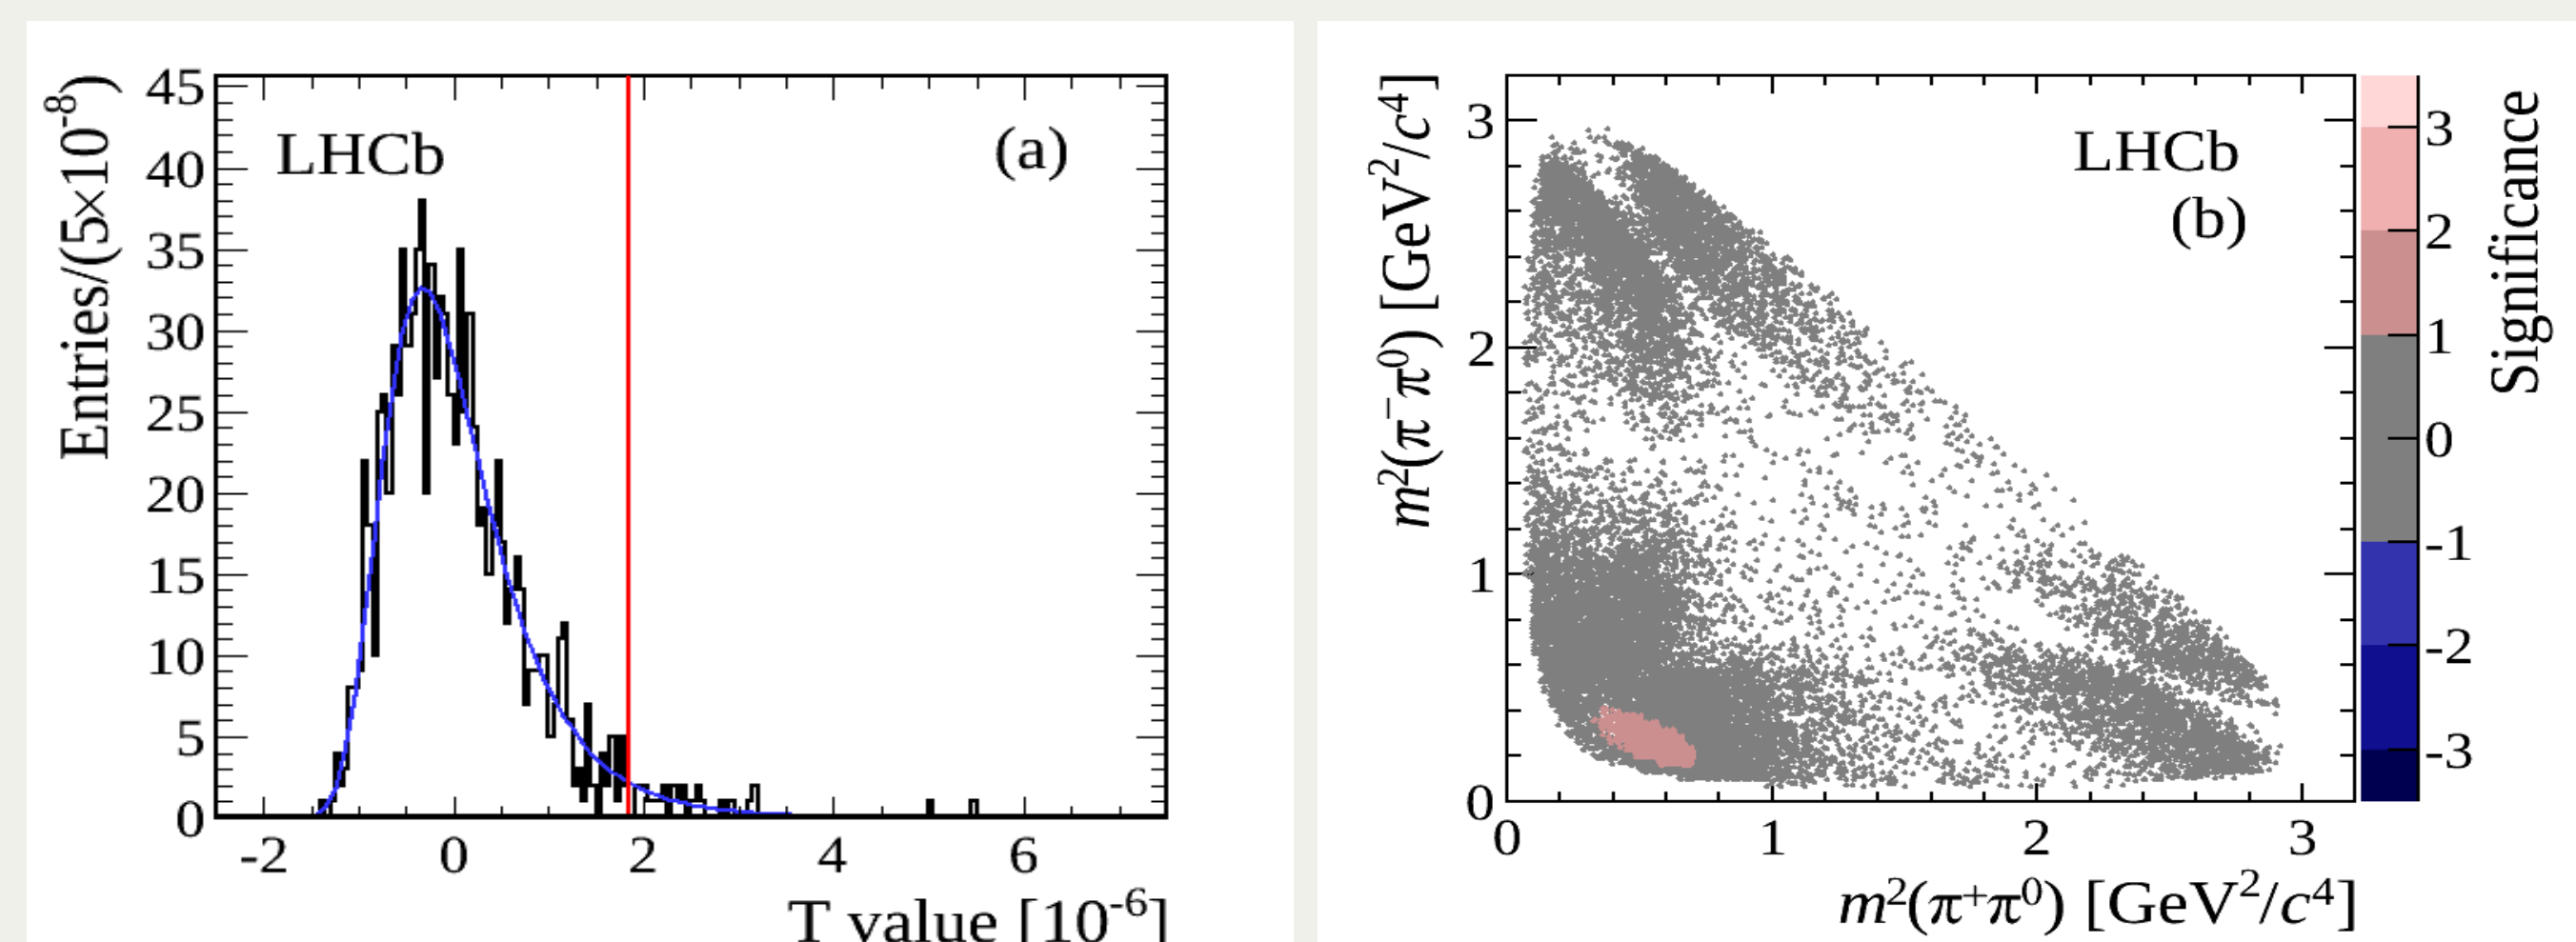 Entries/(5×10⁻⁸)
45
40
35
30
25
20
15
10
5
0
LHCb
(a)
-2 0 2 4 6
T value [10⁻⁶]
m²(π⁻π⁰) [GeV²/c⁴]
3
2
1
0
LHCb
(b)
0 1 2 3
m²(π⁺π⁰) [GeV²/c⁴]
3
2
1
0
-1
-2
-3
Significance